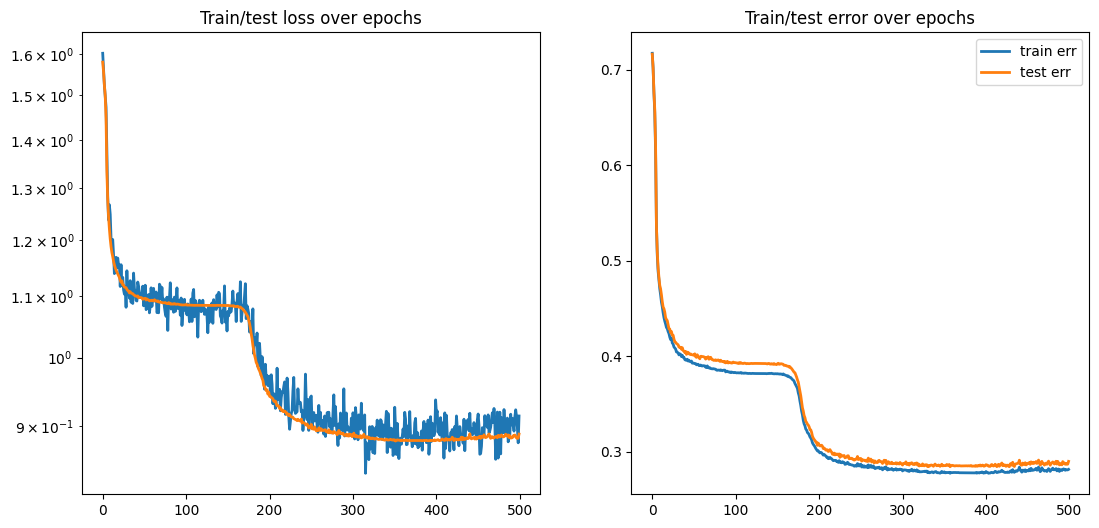 Train/test loss over epochs
1.6 × 10⁰
1.5 × 10⁰
1.4 × 10⁰
1.3 × 10⁰
1.2 × 10⁰
1.1 × 10⁰
10⁰
9 × 10⁻¹
0 100 200 300 400 500
Train/test error over epochs
train err
test err
0.7
0.6
0.5
0.4
0.3
0 100 200 300 400 500